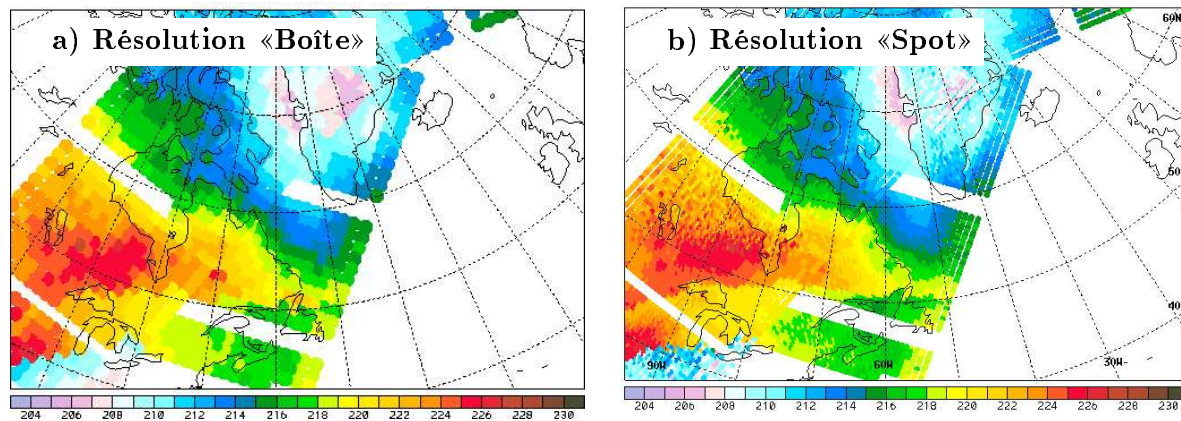 a) Résolution «Boîte»
b) Résolution «Spot»
60N
50
40
90W
60W
30W
204 206 208 210 212 214 216 218 220 222 224 226 228 230
204 206 208 210 212 214 216 218 220 222 224 226 228 230